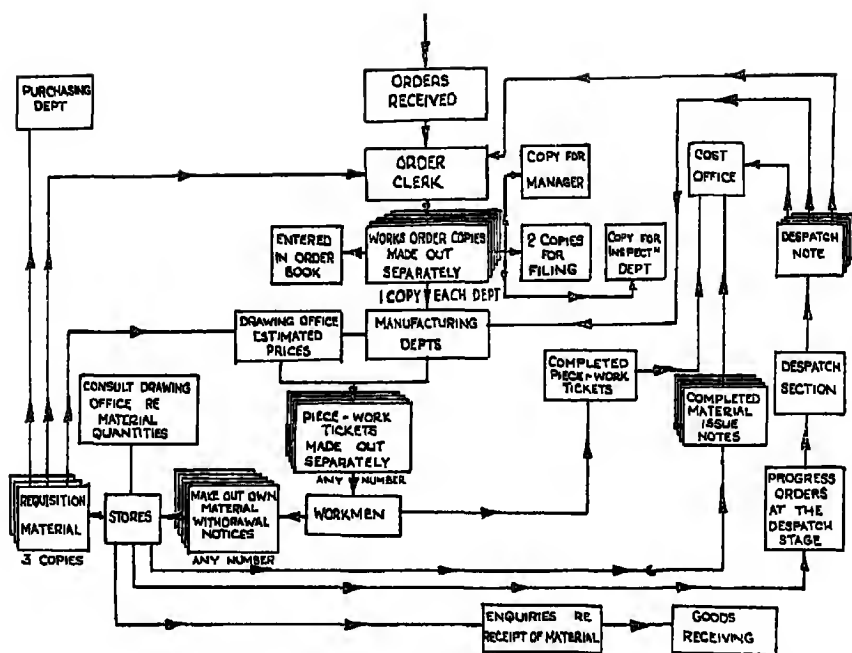 ORDERS
RECEIVED
PURCHASING
DEPT
ORDER
CLERK
COPY FOR
MANAGER
COST
OFFICE
ENTERED
IN ORDER
BOOK
WORKS ORDER COPIES
MADE OUT
SEPARATELY
2 COPIES
FOR
FILING
COPY FOR
INSPECTN
DEPT
DESPATCH
NOTE
1 COPY EACH DEPT
DRAWING OFFICE
ESTIMATED
PRICES
MANUFACTURING
DEPTS
CONSULT DRAWING
OFFICE RE
MATERIAL
QUANTITIES
COMPLETED
PIECE-WORK
TICKETS
DESPATCH
SECTION
PIECE-WORK
TICKETS
MADE OUT
SEPARATELY
ANY NUMBER
COMPLETED
MATERIAL
ISSUE
NOTES
REQUISITION
MATERIAL
3 COPIES
STORES
MAKE OUT OWN
MATERIAL
WITHDRAWAL
NOTICES
ANY NUMBER
WORKMEN
PROGRESS
ORDERS
AT THE
DESPATCH
STAGE
ENQUIRIES RE
RECEIPT OF MATERIAL
GOODS
RECEIVING